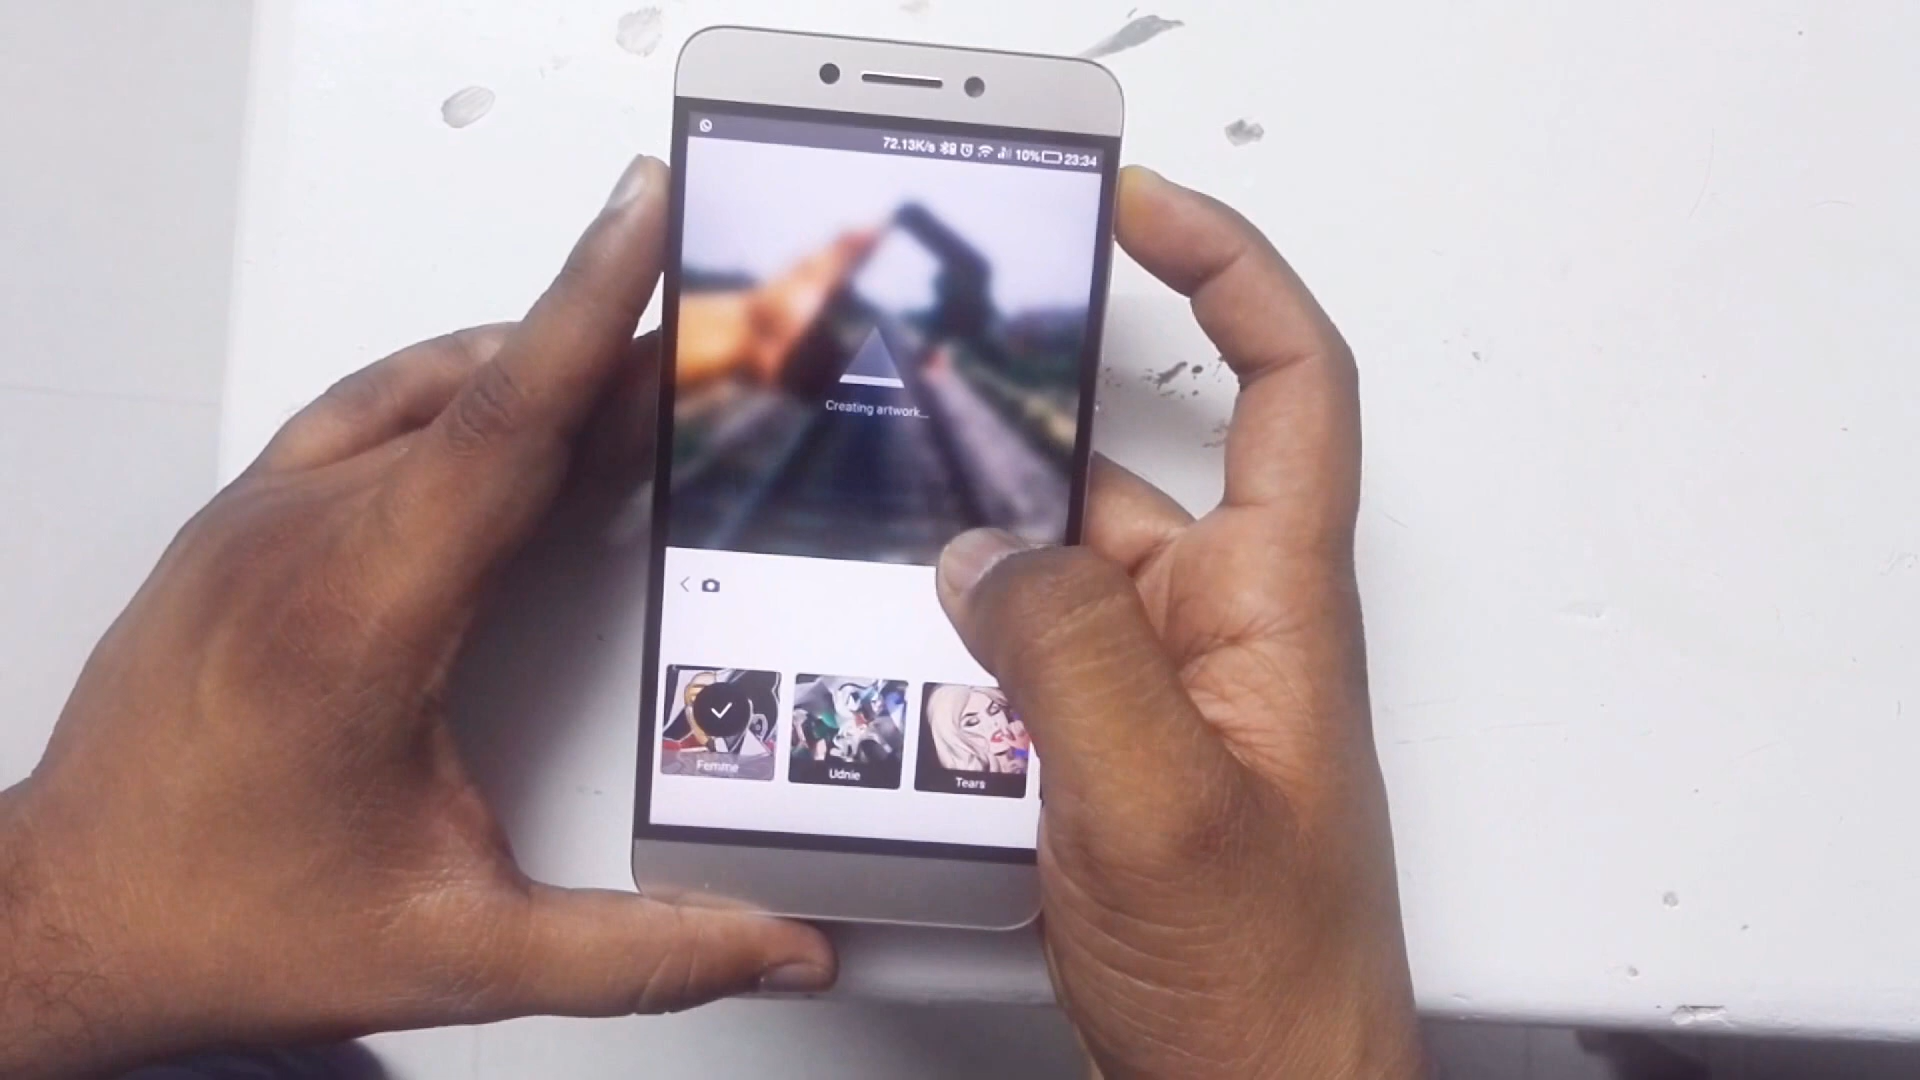 72.13K/s 10% 23:34
Creating artwork...
Femme
Udnie
Tears